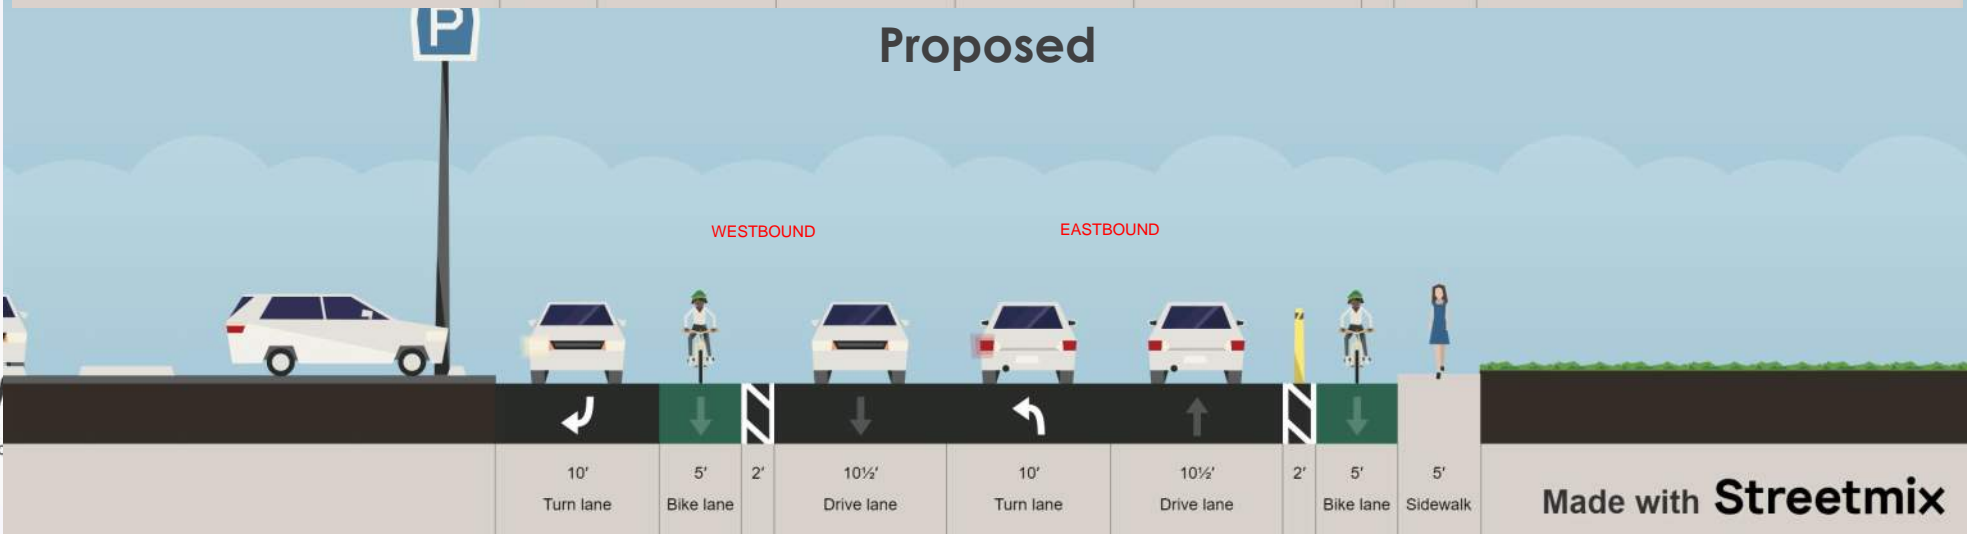 P
Proposed
WESTBOUND
EASTBOUND
10' 5' 2' 10½' 10' 10½' 2' 5' 5'
Turn lane Bike lane Drive lane Turn lane Drive lane Bike lane Sidewalk
Made with Streetmix